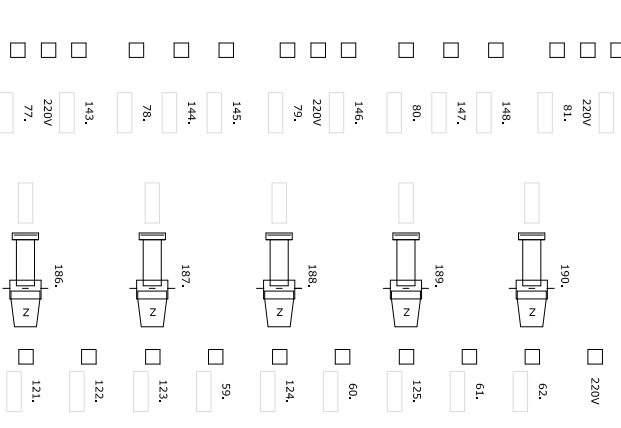 77.
220V
143.
78.
144.
145.
79.
220V
146.
80.
147.
148.
81.
220V
186.
187.
188.
189.
190.
Z
Z
Z
Z
Z
121.
122.
123.
59.
124.
60.
125.
61.
62.
220V